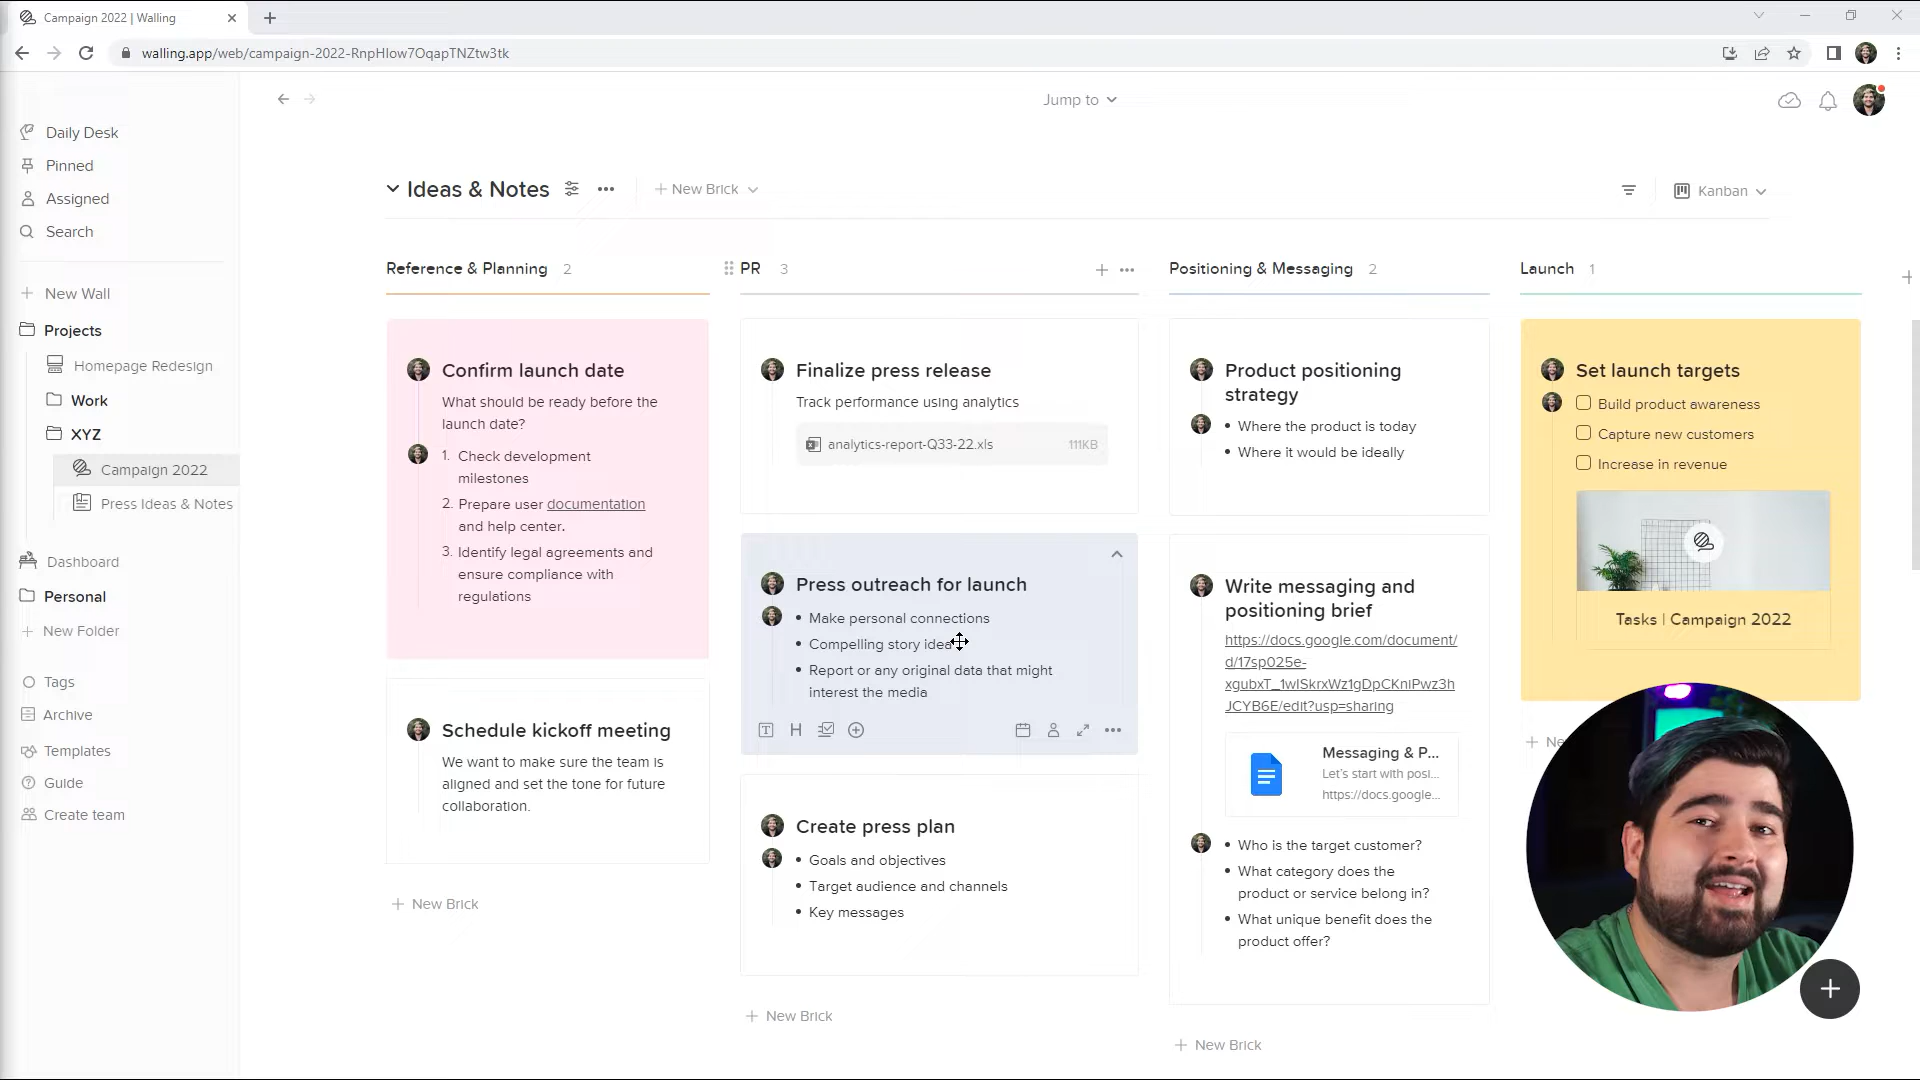 Campaign 2022 | Walling
walling.app/web/campaign-2022-RnpHIow7OqapTNZtw3tk
Jump to
Daily Desk
Pinned
Assigned
Search
New Wall
Projects
Homepage Redesign
Work
XYZ
Campaign 2022
Press Ideas & Notes
Dashboard
Personal
New Folder
Tags
Archive
Templates
Guide
Create team
Ideas & Notes
New Brick
Kanban
Reference & Planning 2
Confirm launch date
What should be ready before the
launch date?
1. Check development
milestones
2. Prepare user documentation
and help center.
3. Identify legal agreements and
ensure compliance with
regulations
Schedule kickoff meeting
We want to make sure the team is
aligned and set the tone for future
collaboration.
+ New Brick
PR 3
Finalize press release
Track performance using analytics
analytics-report-Q33-22.xls 111KB
Press outreach for launch
• Make personal connections
• Compelling story idea
• Report or any original data that might
interest the media
T H
Create press plan
• Goals and objectives
• Target audience and channels
• Key messages
+ New Brick
Positioning & Messaging 2
Product positioning
strategy
• Where the product is today
• Where it would be ideally
Write messaging and
positioning brief
https://docs.google.com/document/
d/17sp025e-
xgubxT_1wISkrxWz1gDpCKniPwz3h
JCYB6E/edit?usp=sharing
Messaging & P...
Let's start with posi...
https://docs.google...
• Who is the target customer?
• What category does the
product or service belong in?
• What unique benefit does the
product offer?
+ New Brick
Launch 1
Set launch targets
Build product awareness
Capture new customers
Increase in revenue
Tasks | Campaign 2022
+ Ne